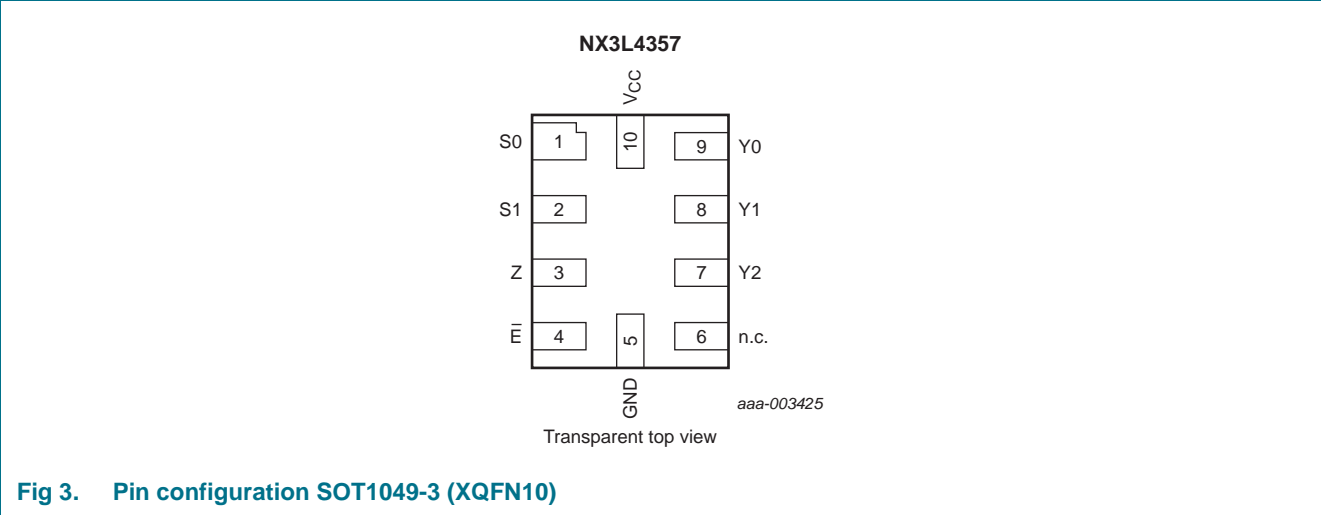 NX3L4357
VCC
S0 1 10 9 Y0
S1 2 8 Y1
Z 3 7 Y2
E̅ 4 5 6 n.c.
GND
aaa-003425
Transparent top view
Fig 3. Pin configuration SOT1049-3 (XQFN10)